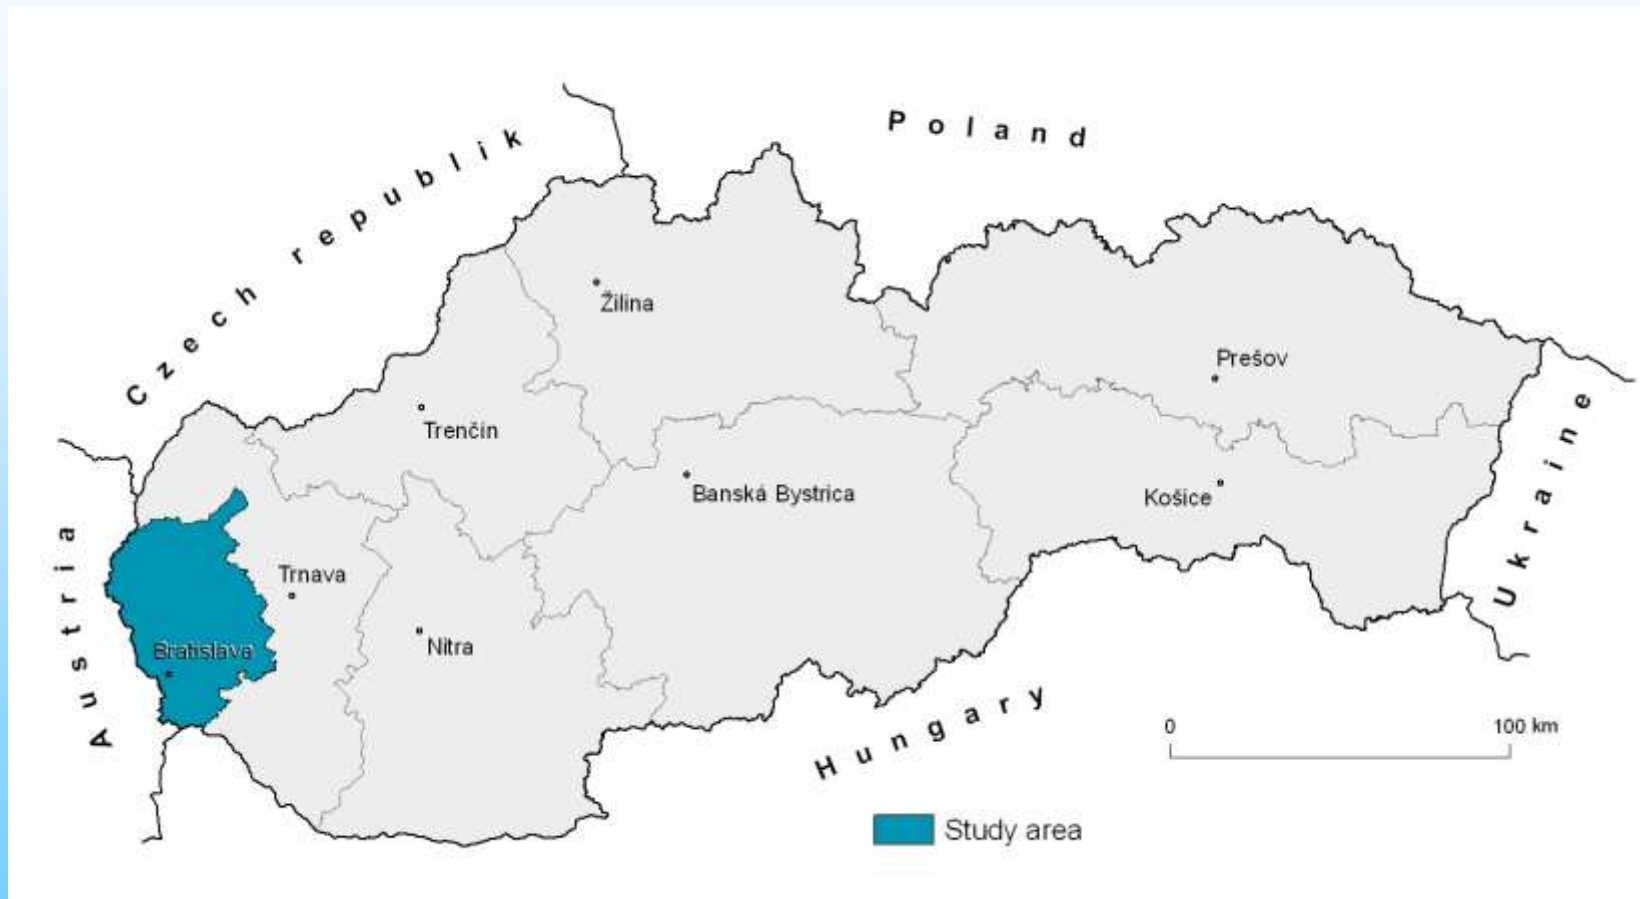 Poland
Czech republik
Žilina
Prešov
Trenčín
Ukraine
Banská Bystrica
Košice
Austria
Trnava
Nitra
Bratislava
Hungary
0 100 km
Study area